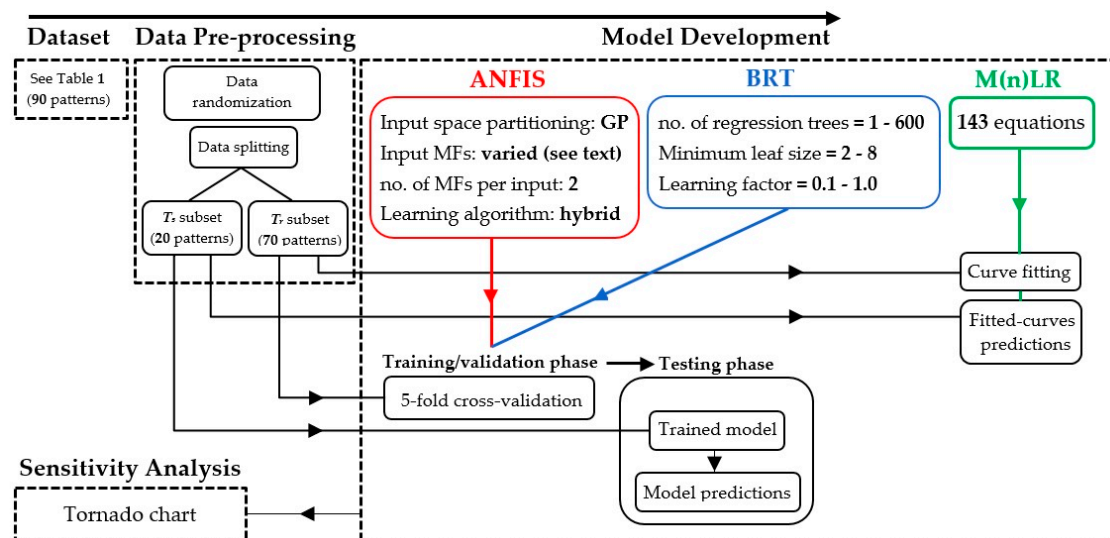 Dataset
Data Pre-processing
Model Development
See Table 1
(90 patterns)
Data
randomization
Data splitting
Ts subset
(20 patterns)
Tr subset
(70 patterns)
ANFIS
Input space partitioning: GP
Input MFs: varied (see text)
no. of MFs per input: 2
Learning algorithm: hybrid
BRT
no. of regression trees = 1 - 600
Minimum leaf size = 2 - 8
Learning factor = 0.1 - 1.0
M(n)LR
143 equations
Curve fitting
Fitted-curves
predictions
Training/validation phase
5-fold cross-validation
Testing phase
Trained model
Model predictions
Sensitivity Analysis
Tornado chart